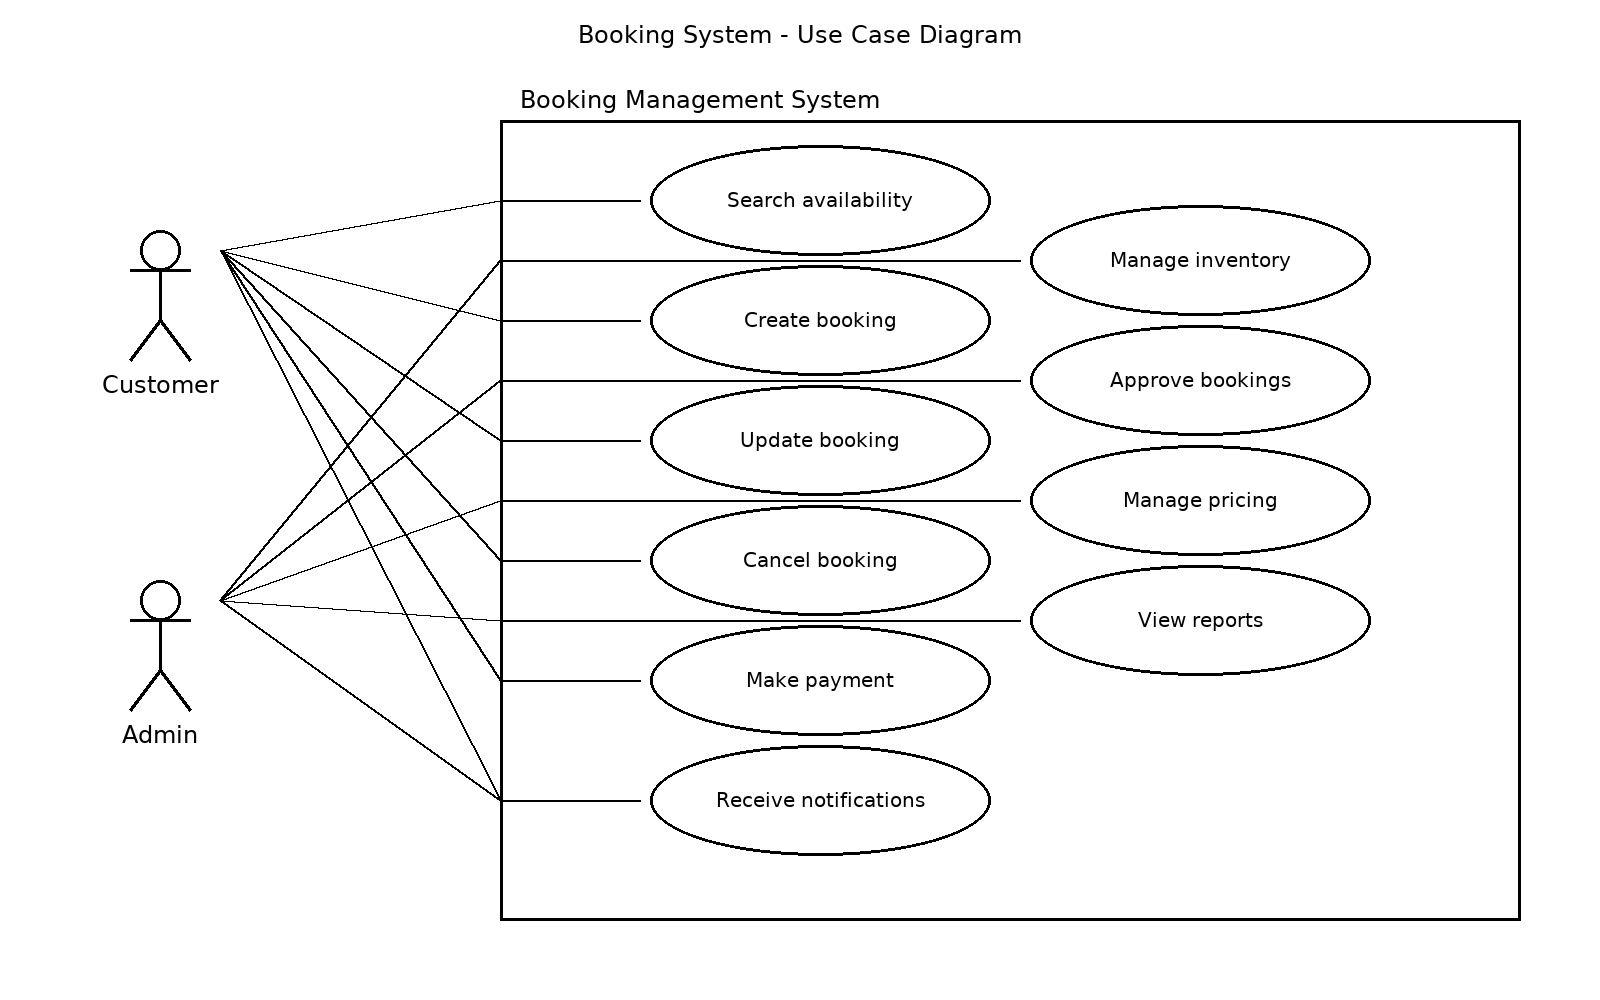 Booking System - Use Case Diagram
Booking Management System
Search availability
Manage inventory
Create booking
Approve bookings
Customer
Update booking
Manage pricing
Cancel booking
View reports
Make payment
Admin
Receive notifications